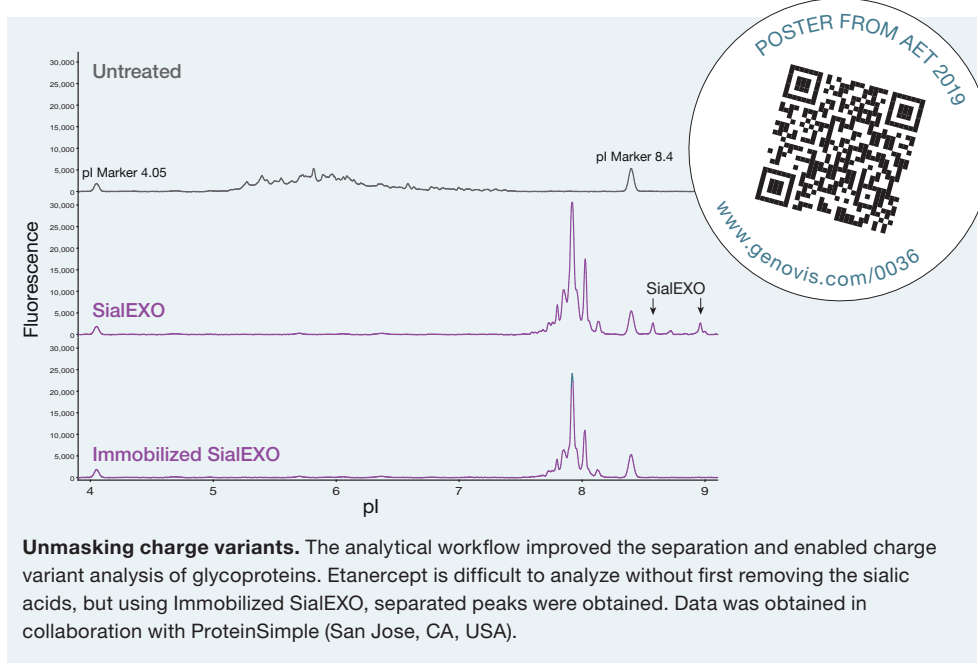 POSTER FROM AET 2019
www.genovis.com/0036
Fluorescence
Untreated
30,000
25,000
20,000
15,000
10,000
5,000
0
pI Marker 4.05
pI Marker 8.4
30,000
25,000
20,000
15,000
10,000
5,000
0
SialEXO
SialEXO
30,000
25,000
20,000
15,000
10,000
5,000
0
Immobilized SialEXO
4 5 6 7 8 9
pI
Unmasking charge variants. The analytical workflow improved the separation and enabled charge
variant analysis of glycoproteins. Etanercept is difficult to analyze without first removing the sialic
acids, but using Immobilized SialEXO, separated peaks were obtained. Data was obtained in
collaboration with ProteinSimple (San Jose, CA, USA).